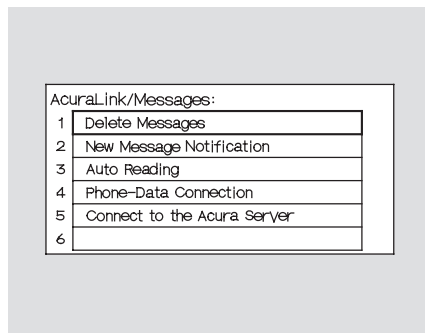 AcuraLink/Messages:
1 Delete Messages
2 New Message Notification
3 Auto Reading
4 Phone-Data Connection
5 Connect to the Acura Server
6